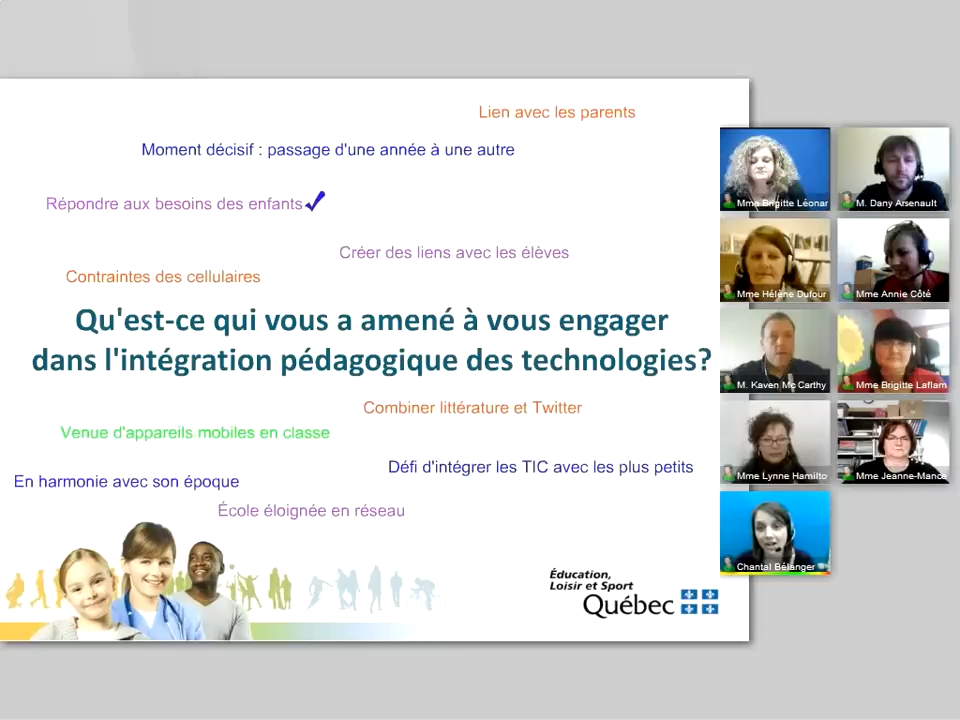 Lien avec les parents
Moment décisif : passage d'une année à une autre
Répondre aux besoins des enfants
Créer des liens avec les élèves
Contraintes des cellulaires
Qu'est-ce qui vous a amené à vous engager
dans l'intégration pédagogique des technologies?
Combiner littérature et Twitter
Venue d'appareils mobiles en classe
Défi d'intégrer les TIC avec les plus petits
En harmonie avec son époque
École éloignée en réseau
Éducation,
Loisir et Sport
Québec
Mme Brigitte Léonar
M. Dany Arsenault
Mme Hélène Dufour
Mme Annie Côté
M. Kaven Mc Carthy
Mme Brigitte Laflam
Mme Lynne Hamilto
Mme Jeanne-Mance
Chantal Bélanger